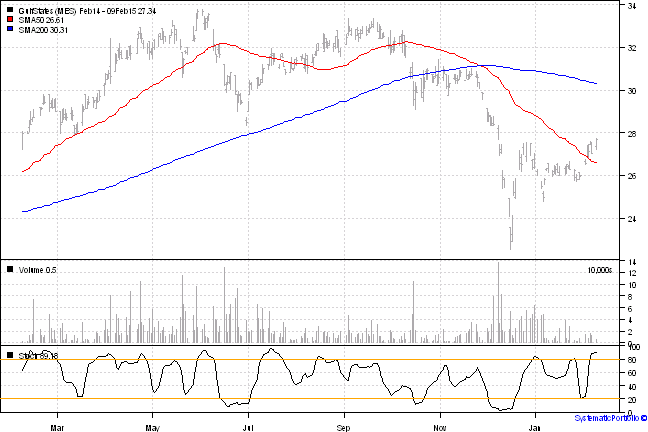 GulfStates (MES) Feb14 - 09Feb15 27.34
SMA50 26.61
SMA200 30.31
34
32
30
28
26
24
Volume 0.5
10,000s
14
12
10
8
6
4
2
0
100
80
60
40
20
0
Mar
May
Jul
Sep
Nov
Jan
SystematicPortfolio ©